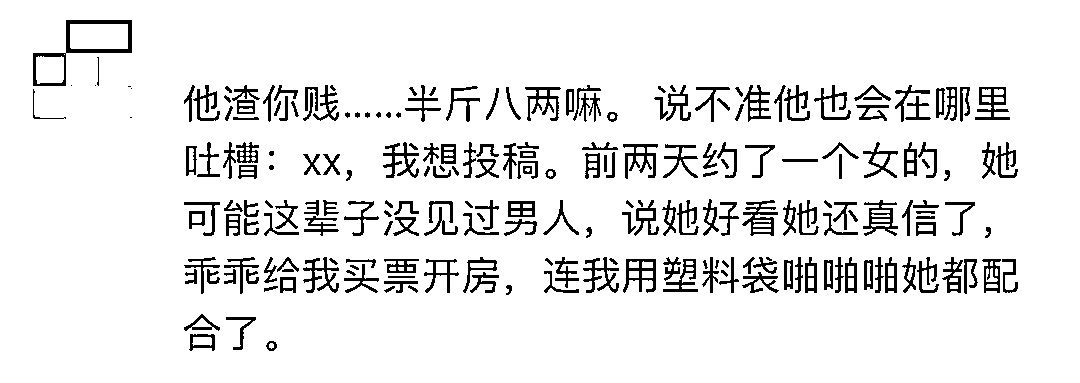 他渣你贱......半斤八两嘛。 说不准他也会在哪里
吐槽：xx，我想投稿。前两天约了一个女的，她
可能这辈子没见过男人，说她好看她还真信了，
乖乖给我买票开房，连我用塑料袋啪啪啪她都配
合了。